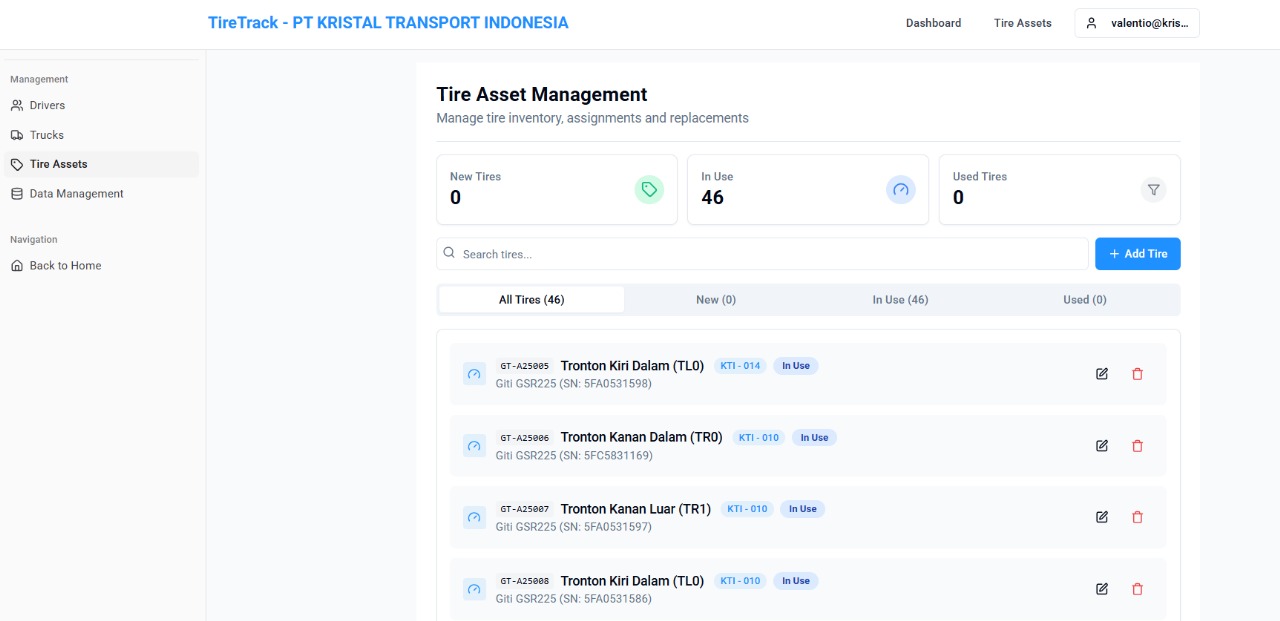 TireTrack - PT KRISTAL TRANSPORT INDONESIA
Dashboard
Tire Assets
valentio@kris...
Management
Drivers
Trucks
Tire Assets
Data Management
Navigation
Back to Home
Tire Asset Management
Manage tire inventory, assignments and replacements
New Tires
0
In Use
46
Used Tires
0
Search tires...
+ Add Tire
All Tires (46)
New (0)
In Use (46)
Used (0)
GT-A25005 Tronton Kiri Dalam (TL0) KTI - 014 In Use
Giti GSR225 (SN: 5FA0531598)
GT-A25006 Tronton Kanan Dalam (TR0) KTI - 010 In Use
Giti GSR225 (SN: 5FC5831169)
GT-A25007 Tronton Kanan Luar (TR1) KTI - 010 In Use
Giti GSR225 (SN: 5FA0531597)
GT-A25008 Tronton Kiri Dalam (TL0) KTI - 010 In Use
Giti GSR225 (SN: 5FA0531586)